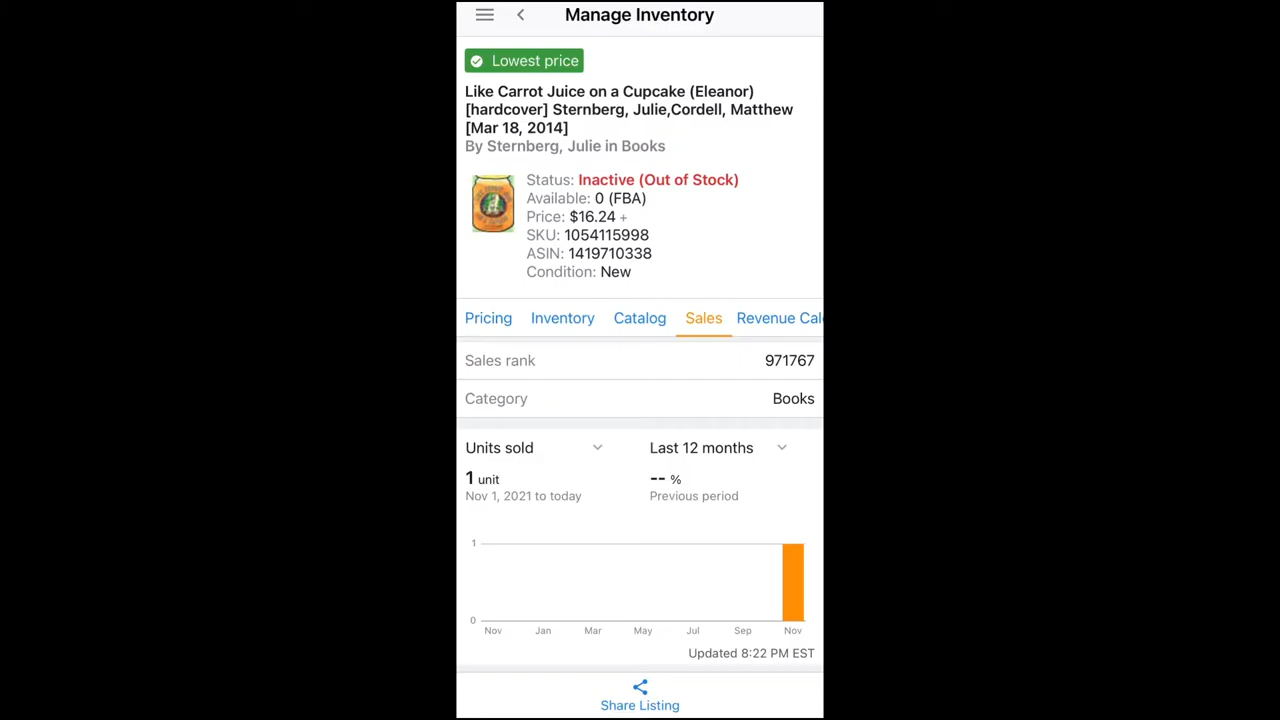 Manage Inventory
Lowest price
Like Carrot Juice on a Cupcake (Eleanor)
[hardcover] Sternberg, Julie,Cordell, Matthew
[Mar 18, 2014]
By Sternberg, Julie in Books
Status: Inactive (Out of Stock)
Available: 0 (FBA)
Price: $16.24 +
SKU: 1054115998
ASIN: 1419710338
Condition: New
Pricing Inventory Catalog Sales Revenue Cal
Sales rank 971767
Category Books
Units sold Last 12 months
1 unit -- %
Nov 1, 2021 to today Previous period
1
0
Nov Jan Mar May Jul Sep Nov
Updated 8:22 PM EST
Share Listing